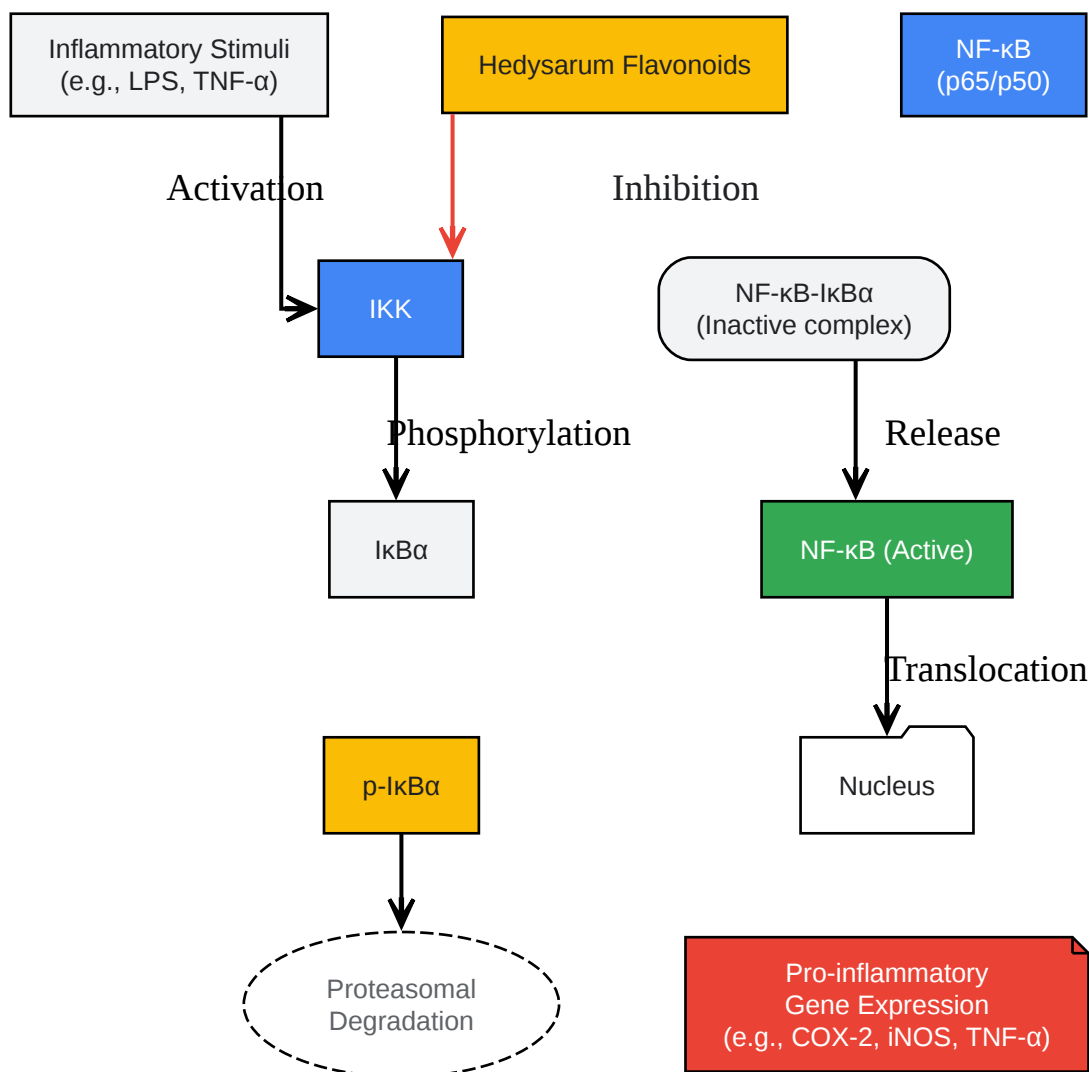 Inflammatory Stimuli
(e.g., LPS, TNF-α)
Hedysarum Flavonoids
NF-κB
(p65/p50)
Activation
Inhibition
IKK
NF-κB-IκBα
(Inactive complex)
Phosphorylation
Release
IκBα
NF-κB (Active)
Translocation
p-IκBα
Nucleus
Proteasomal
Degradation
Pro-inflammatory
Gene Expression
(e.g., COX-2, iNOS, TNF-α)